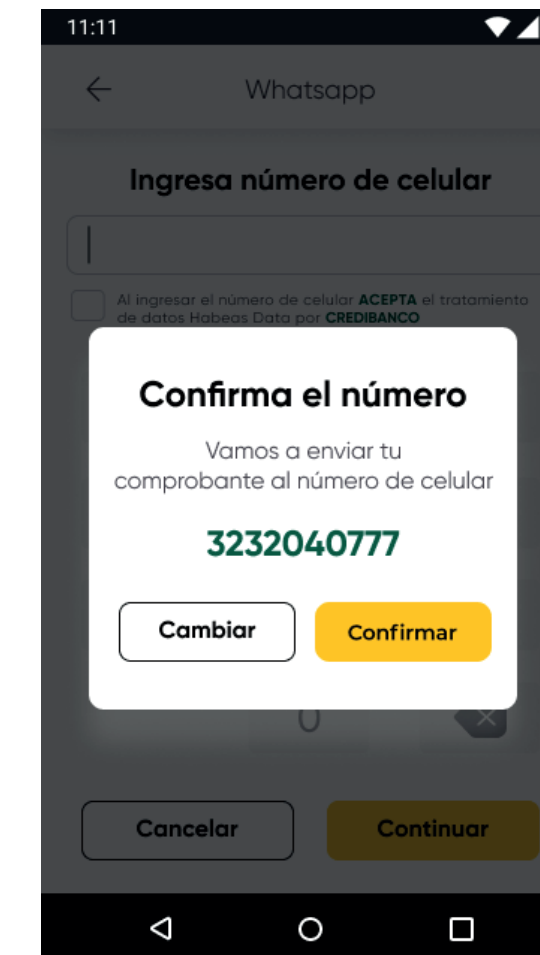 11:11
Whatsapp
Ingresa número de celular
Al ingresar el número de celular ACEPTA el tratamiento
de datos Habeas Data por CREDIBANCO
Confirma el número
Vamos a enviar tu
comprobante al número de celular
3232040777
Cambiar Confirmar
0
Cancelar Continuar